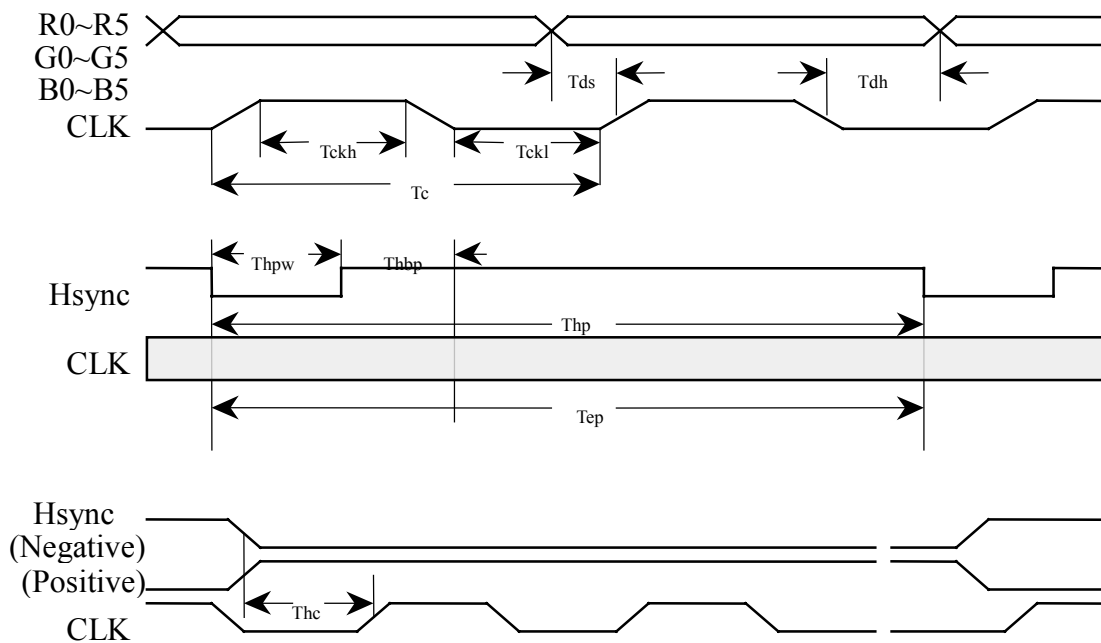 R0~R5
G0~G5
B0~B5
Tds
Tdh
CLK
Tckh
Tckl
Tc
Thpw
Thbp
Hsync
Thp
CLK
Tep
Hsync
(Negative)
(Positive)
Thc
CLK